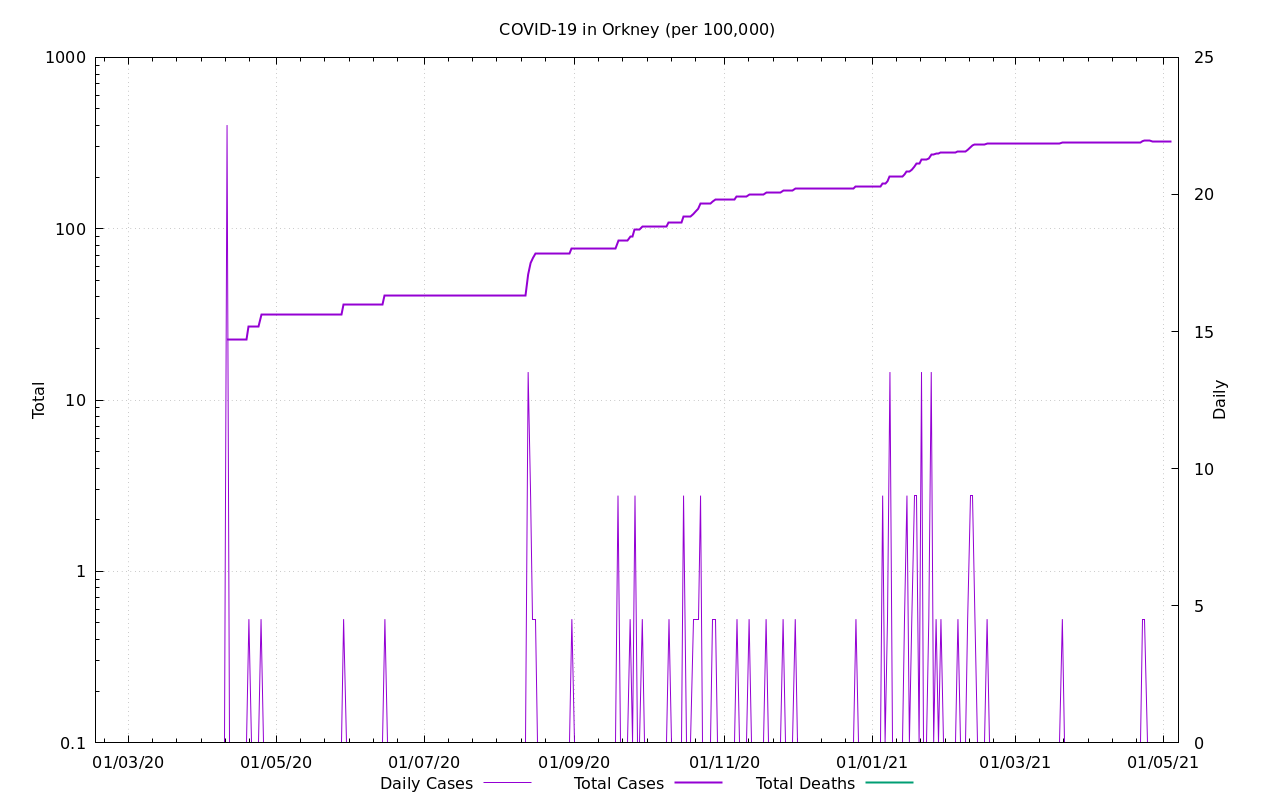 COVID-19 in Orkney (per 100,000)
1000
100
10
1
0.1
Total
25
20
15
10
5
0
Daily
01/03/20 01/05/20 01/07/20 01/09/20 01/11/20 01/01/21 01/03/21 01/05/21
Daily Cases Total Cases Total Deaths